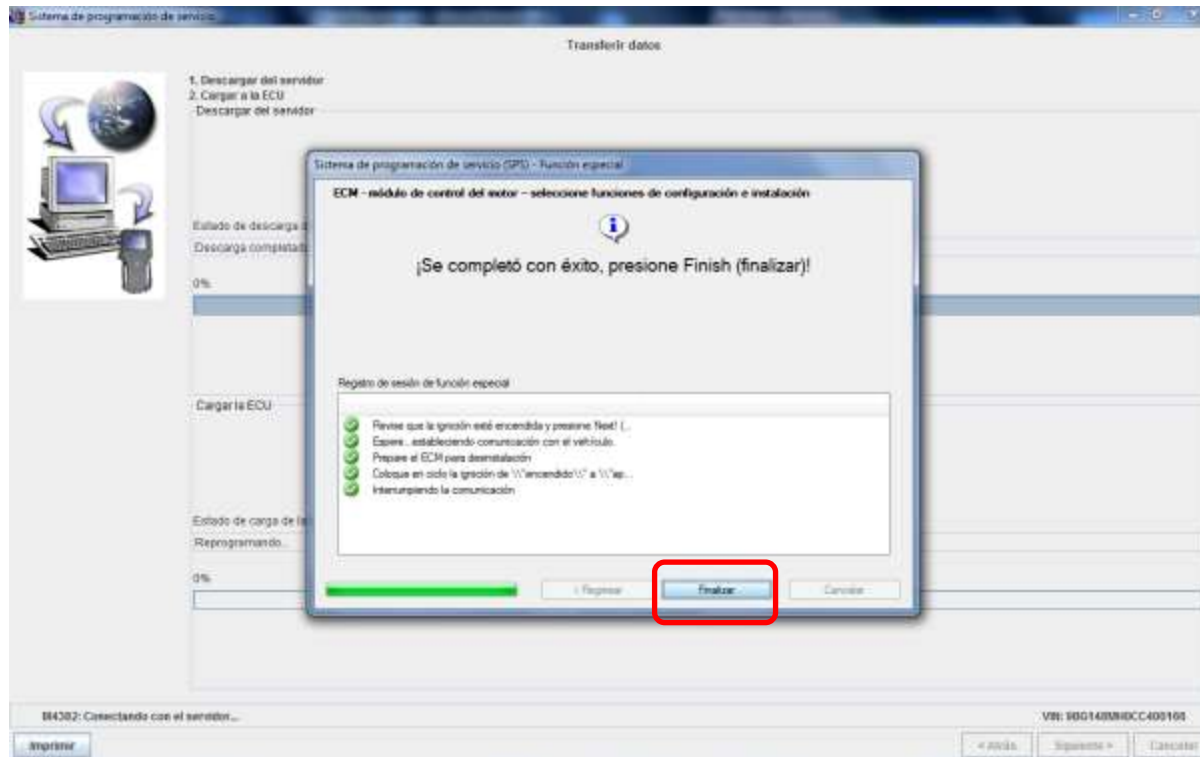 Sistema de programación de servicio
Transferir datos
1. Descargar del servidor
2. Cargar a la ECU
Descargar del servidor
Sistema de programación de servicio (SPS) - Función especial
ECM - módulo de control del motor – seleccione funciones de configuración e instalación
¡Se completó con éxito, presione Finish (finalizar)!
Estado de descarga
Descarga completada
0%
Registro de sesión de función especial
Revise que la ignición esté encendida y presione Next! (...
Espere.. estableciendo comunicación con el vehículo.
Prepare el ECM para desinstalación
Coloque en ciclo la ignición de \\"encendido\\" a \\"ap...
Interrumpiendo la comunicación
Cargar la ECU
Estado de carga de la
Reprogramando...
0%
< Regresar
Finalizar
Cancelar
Conectando con el servidor...
VIN:
Imprimir
< Atrás
Siguiente >
Cancelar